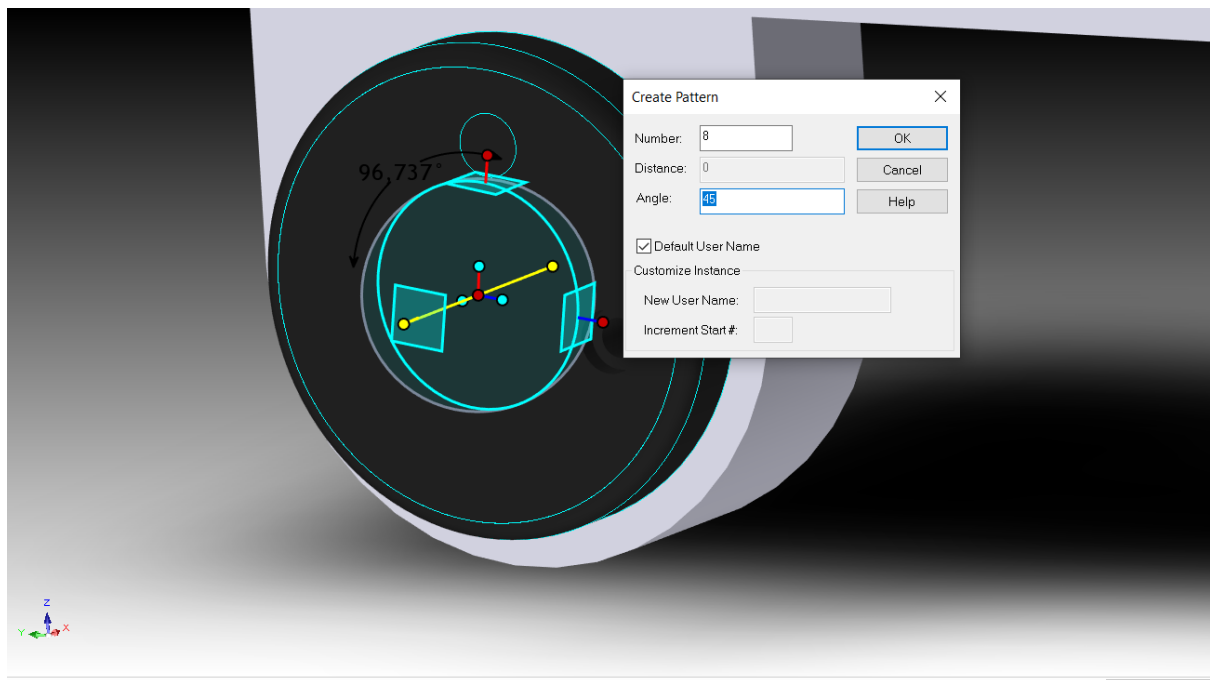 96,737°
Create Pattern
Number: 8 OK
Distance: 0 Cancel
Angle: 45 Help
Default User Name
Customize Instance
New User Name:
Increment Start #:
Z
Y X